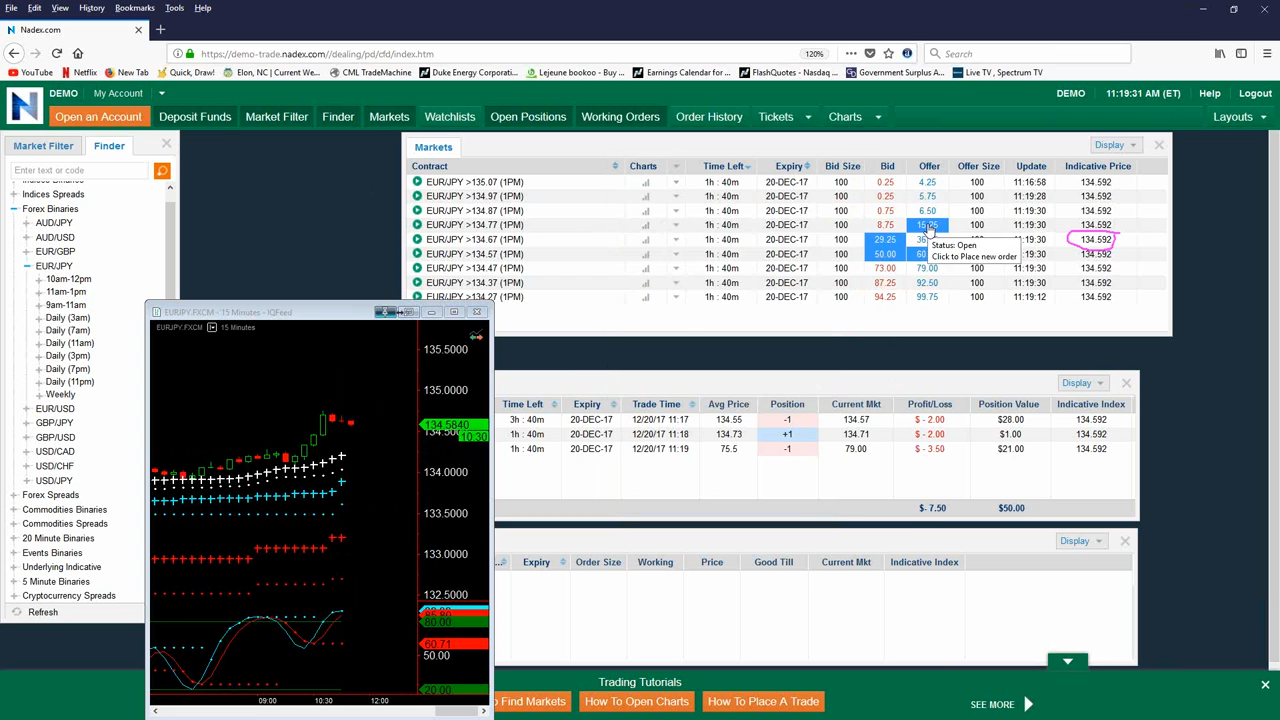 File Edit View History Bookmarks Tools Help
Nadex.com
https://demo-trade.nadex.com//dealing/pd/cfd/index.htm 120% Search
YouTube Netflix New Tab Quick, Draw! Elon, NC | Current We... CML TradeMachine Duke Energy Corporati... Lejeune bookoo - Buy ... Earnings Calendar for ... FlashQuotes - Nasdaq ... Government Surplus A... Live TV, Spectrum TV
DEMO My Account DEMO 11:19:31 AM (ET) Help Logout
Open an Account Deposit Funds Market Filter Finder Markets Watchlists Open Positions Working Orders Order History Tickets Charts Layouts
Market Filter Finder
Enter text or code
Indices Spreads
Forex Binaries
AUD/JPY
AUD/USD
EUR/GBP
EUR/JPY
10am-12pm
11am-1pm
9am-11am
Daily (3am)
Daily (7am)
Daily (11am)
Daily (3pm)
Daily (7pm)
Daily (11pm)
Weekly
EUR/USD
GBP/JPY
GBP/USD
USD/CAD
USD/CHF
USD/JPY
Forex Spreads
Commodities Binaries
Commodities Spreads
20 Minute Binaries
Events Binaries
Underlying Indicative
5 Minute Binaries
Cryptocurrency Spreads
Refresh
Markets Display
Contract Charts Time Left Expiry Bid Size Bid Offer Offer Size Update Indicative Price
EUR/JPY >135.07 (1PM) 1h : 40m 20-DEC-17 100 0.25 4.25 100 11:16:58 134.592
EUR/JPY >134.97 (1PM) 1h : 40m 20-DEC-17 100 0.25 5.75 100 11:19:28 134.592
EUR/JPY >134.87 (1PM) 1h : 40m 20-DEC-17 100 0.75 6.50 100 11:19:30 134.592
EUR/JPY >134.77 (1PM) 1h : 40m 20-DEC-17 100 8.75 100 11:19:30 134.592
EUR/JPY >134.67 (1PM) 1h : 40m 20-DEC-17 100 29.25 100 11:19:30 134.592
EUR/JPY >134.57 (1PM) 1h : 40m 20-DEC-17 100 50.00 100 11:19:30 134.592
EUR/JPY >134.47 (1PM) 1h : 40m 20-DEC-17 100 73.00 79.00 100 11:19:30 134.592
EUR/JPY >134.37 (1PM) 1h : 40m 20-DEC-17 100 87.25 92.50 100 11:19:30 134.592
EUR/JPY >134.27 (1PM) 1h : 40m 20-DEC-17 100 94.25 99.75 100 11:19:12 134.592
Status: Open
Click to Place new order
EURJPY.FXCM - 15 Minutes - IQFeed
EURJPY.FXCM 15 Minutes
135.5000
135.0000
134.5840
10:30
134.0000
133.5000
133.0000
132.5000
80.00
60.71
50.00
20.00
09:00 10:30 12:00
Display
Time Left Expiry Trade Time Avg Price Position Current Mkt Profit/Loss Position Value Indicative Index
3h : 40m 20-DEC-17 12/20/17 11:17 134.55 -1 134.57 $ - 2.00 $28.00 134.592
1h : 40m 20-DEC-17 12/20/17 11:18 134.73 +1 134.71 $ - 2.00 $1.00 134.592
1h : 40m 20-DEC-17 12/20/17 11:19 75.5 -1 79.00 $ - 3.50 $21.00 134.592
$- 7.50 $50.00
Display
... Expiry Order Size Working Price Good Till Current Mkt Indicative Index
Trading Tutorials
o Find Markets How To Open Charts How To Place A Trade
SEE MORE